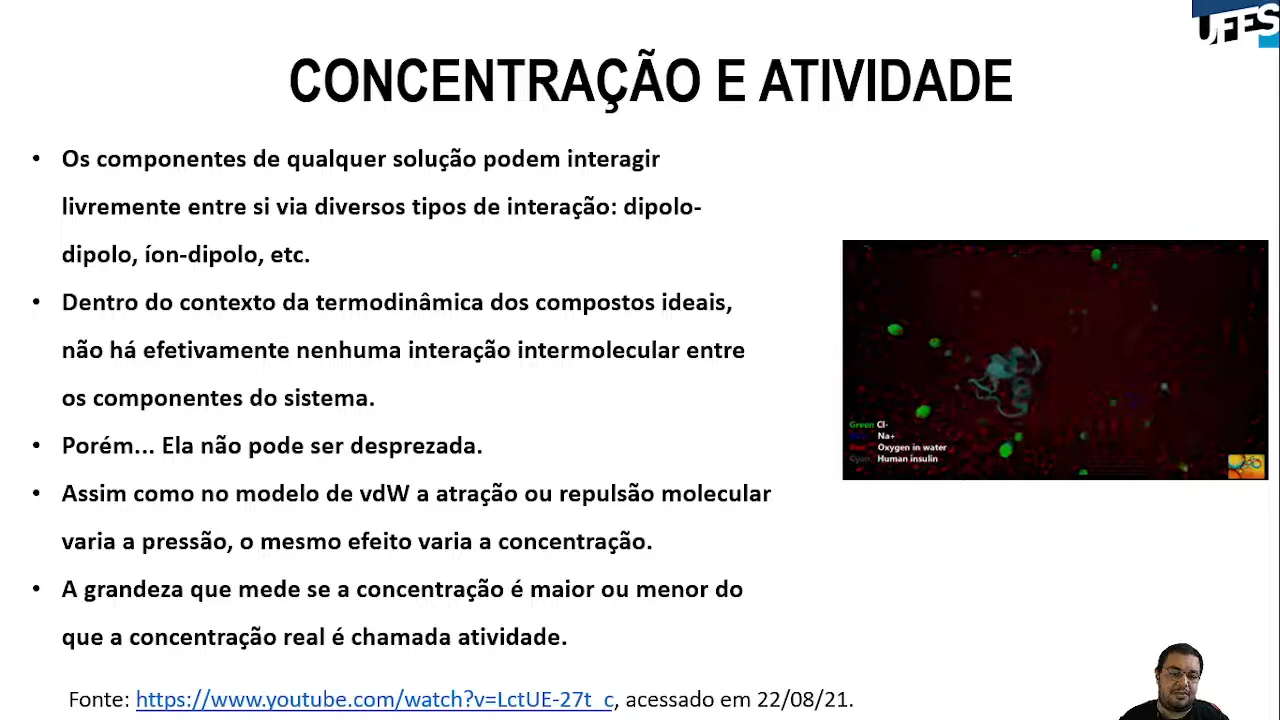 UFES
CONCENTRAÇÃO E ATIVIDADE
• Os componentes de qualquer solução podem interagir
livremente entre si via diversos tipos de interação: dipolo-
dipolo, íon-dipolo, etc.
• Dentro do contexto da termodinâmica dos compostos ideais,
não há efetivamente nenhuma interação intermolecular entre
os componentes do sistema.
• Porém... Ela não pode ser desprezada.
• Assim como no modelo de vdW a atração ou repulsão molecular
varia a pressão, o mesmo efeito varia a concentração.
• A grandeza que mede se a concentração é maior ou menor do
que a concentração real é chamada atividade.
Green Cl-
Na+
Oxygen in water
Cyan Human insulin
Fonte: https://www.youtube.com/watch?v=LctUE-27t_c, acessado em 22/08/21.